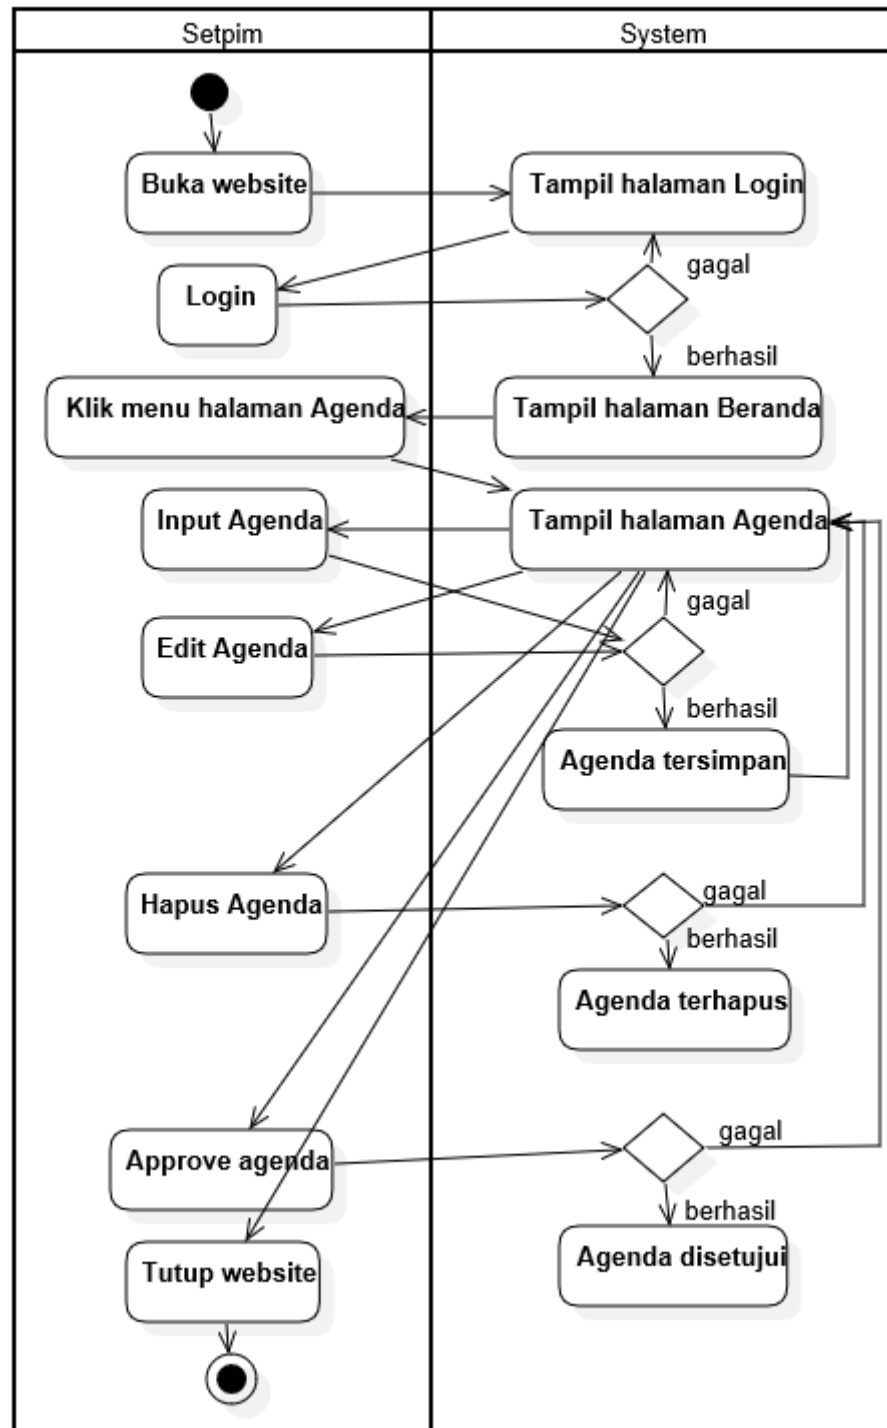 Setpim
System
Buka website
Tampil halaman Login
gagal
Login
berhasil
Klik menu halaman Agenda
Tampil halaman Beranda
Input Agenda
Tampil halaman Agenda
gagal
Edit Agenda
berhasil
Agenda tersimpan
Hapus Agenda
gagal
berhasil
Agenda terhapus
gagal
Approve agenda
berhasil
Agenda disetujui
Tutup website